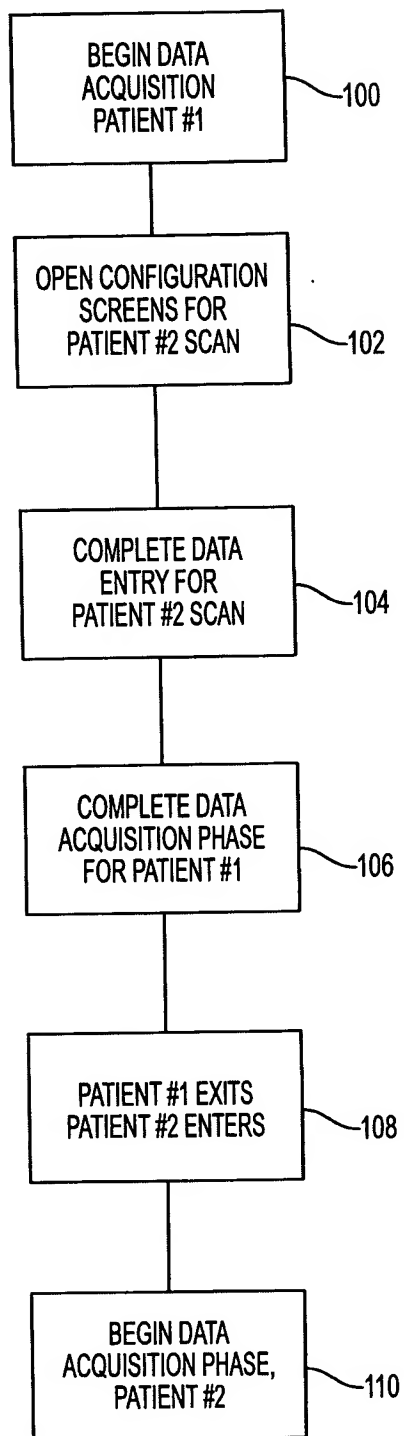 BEGIN DATA
ACQUISITION
PATIENT #1
100
OPEN CONFIGURATION
SCREENS FOR
PATIENT #2 SCAN
102
COMPLETE DATA
ENTRY FOR
PATIENT #2 SCAN
104
COMPLETE DATA
ACQUISITION PHASE
FOR PATIENT #1
106
PATIENT #1 EXITS
PATIENT #2 ENTERS
108
BEGIN DATA
ACQUISITION PHASE,
PATIENT #2
110